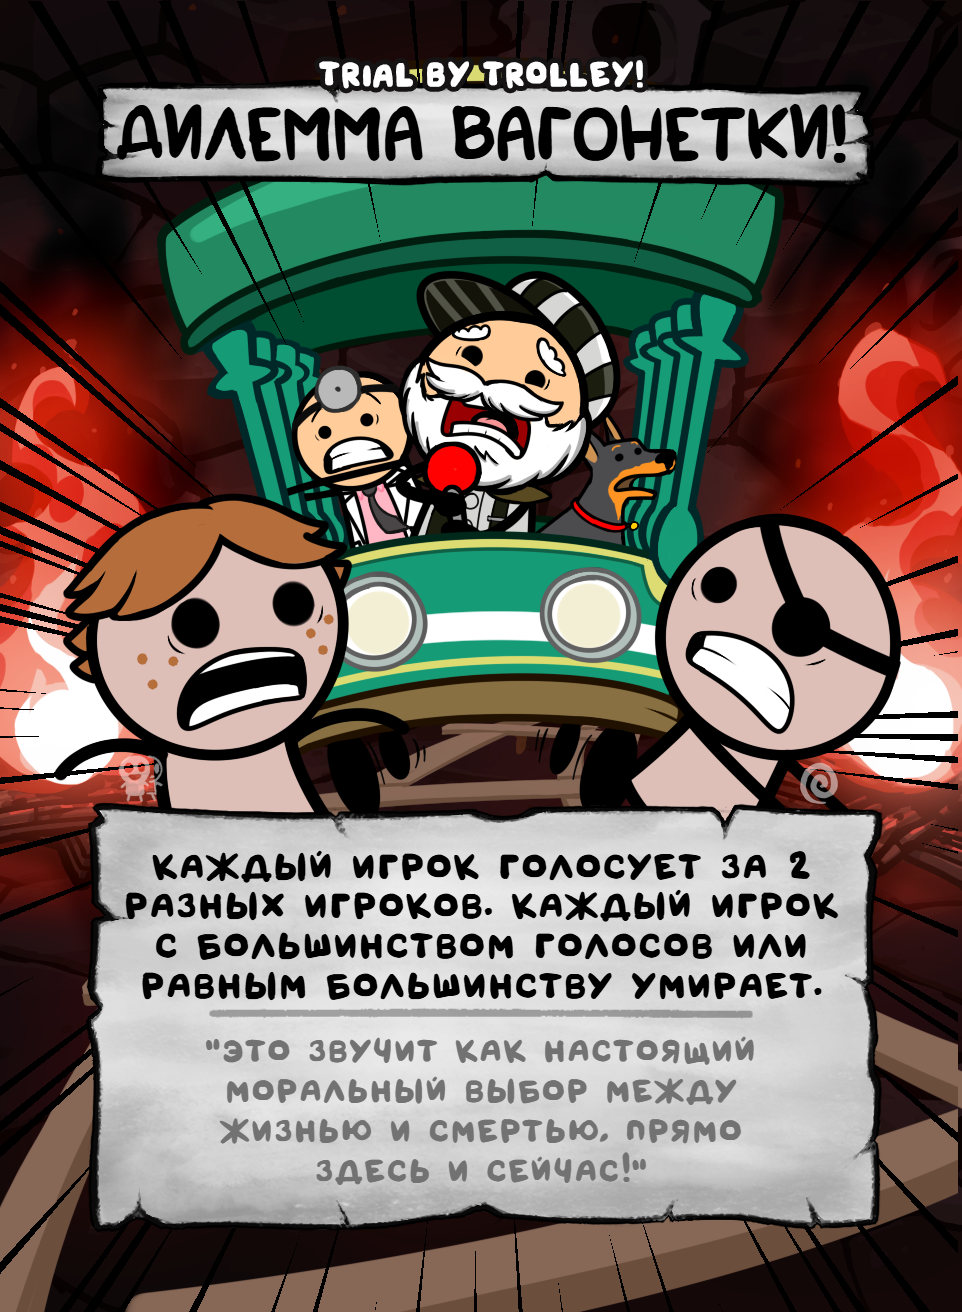 TRIAL BY TROLLEY!
ДИЛЕММА ВАГОНЕТКИ!
КАЖДЫЙ ИГРОК ГОЛОСУЕТ ЗА 2
РАЗНЫХ ИГРОКОВ. КАЖДЫЙ ИГРОК
С БОЛЬШИНСТВОМ ГОЛОСОВ ИЛИ
РАВНЫМ БОЛЬШИНСТВУ УМИРАЕТ.
"ЭТО ЗВУЧИТ КАК НАСТОЯЩИЙ
МОРАЛЬНЫЙ ВЫБОР МЕЖДУ
ЖИЗНЬЮ И СМЕРТЬЮ, ПРЯМО
ЗДЕСЬ И СЕЙЧАС!"